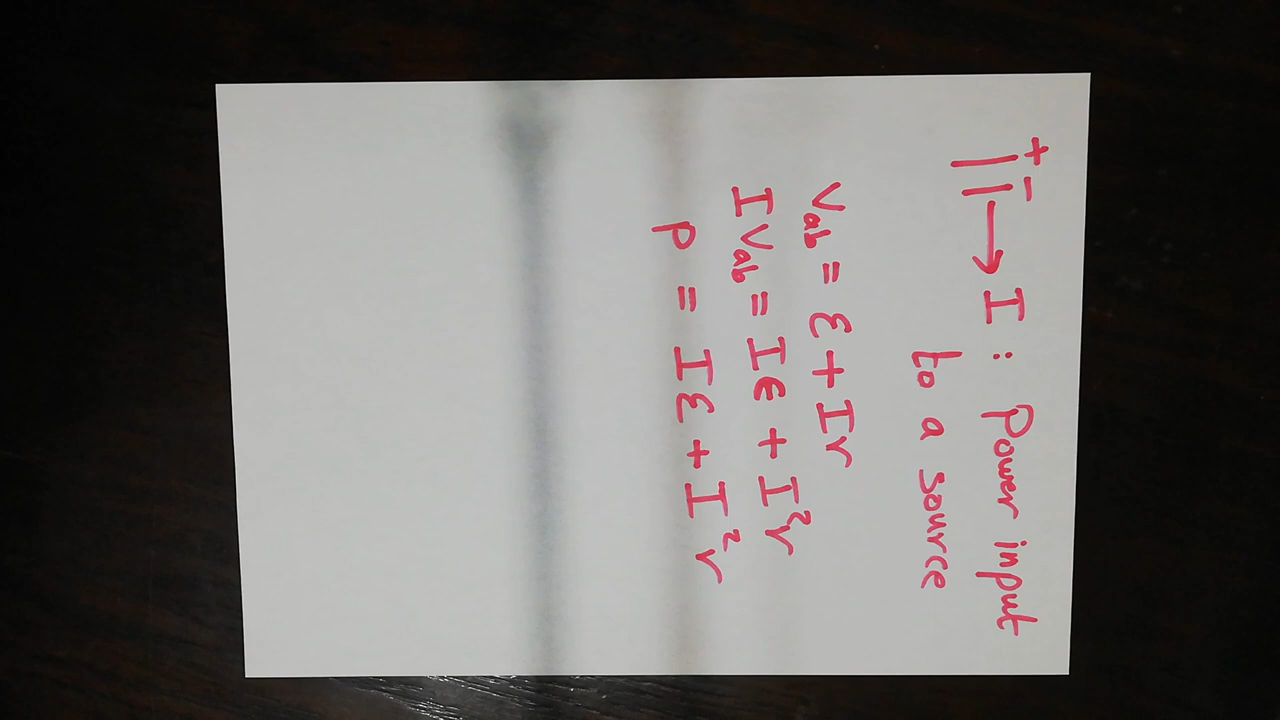 + -
→ I : Power input
to a source
Vab = ε + Ir
IVab = Iε + I²r
P = Iε + I²r